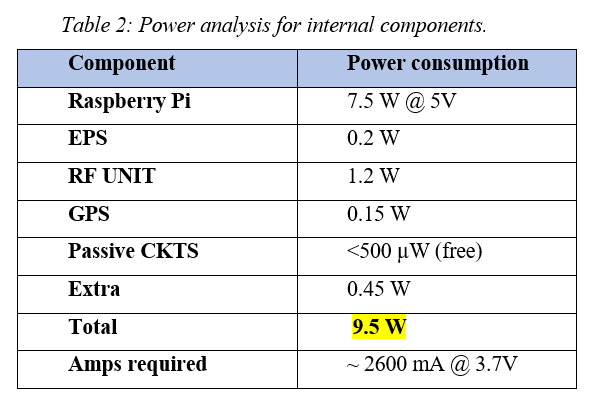 Table 2: Power analysis for internal components.
Component Power consumption
Raspberry Pi 7.5 W @ 5V
EPS 0.2 W
RF UNIT 1.2 W
GPS 0.15 W
Passive CKTS <500 µW (free)
Extra 0.45 W
Total 9.5 W
Amps required ~ 2600 mA @ 3.7V